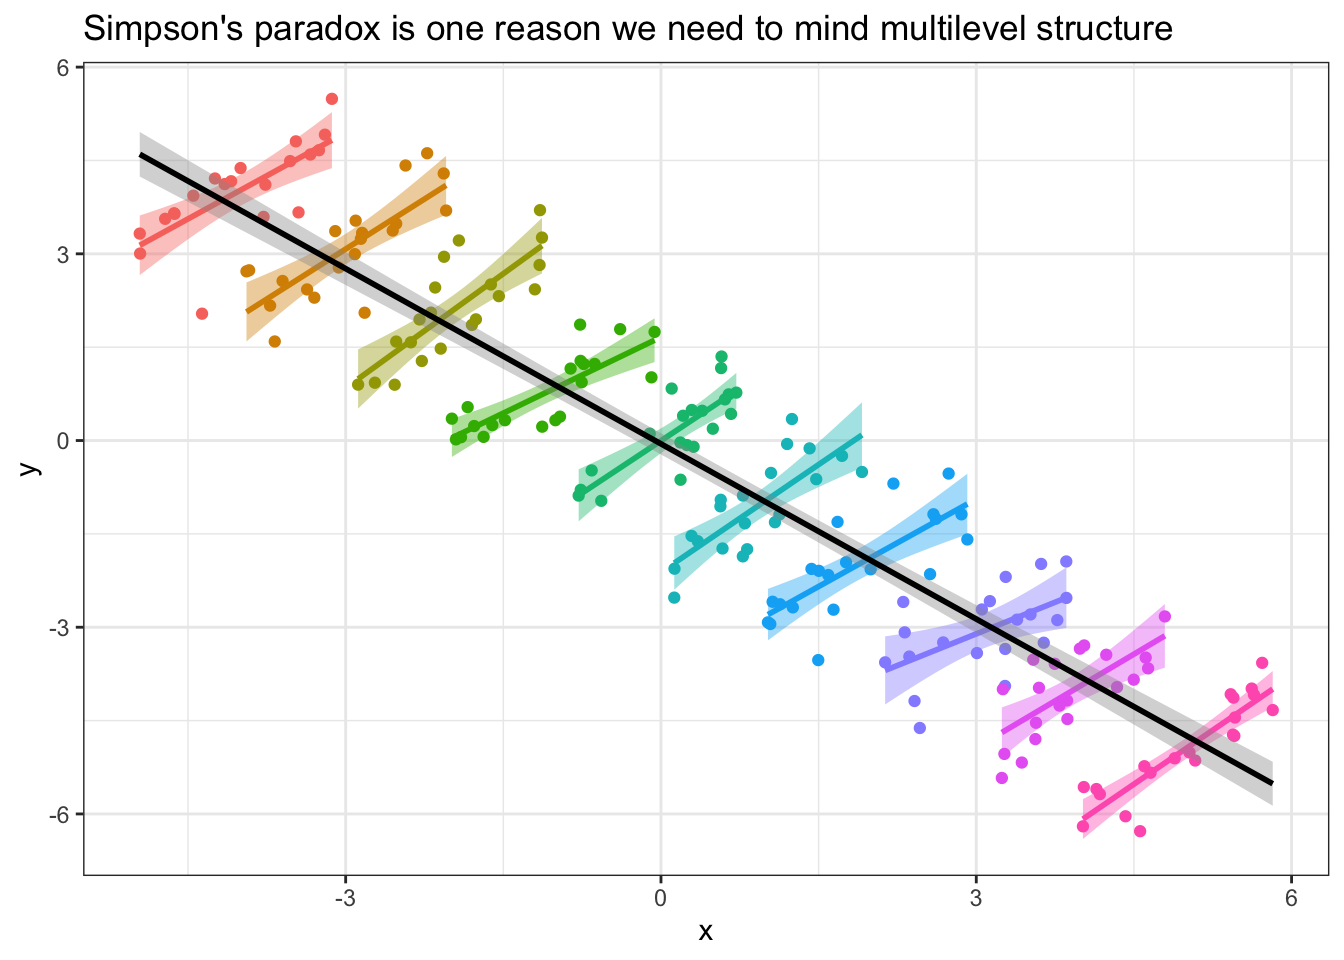 Simpson's paradox is one reason we need to mind multilevel structure
6
3
0
-3
-6
y
-3 0 3 6
x